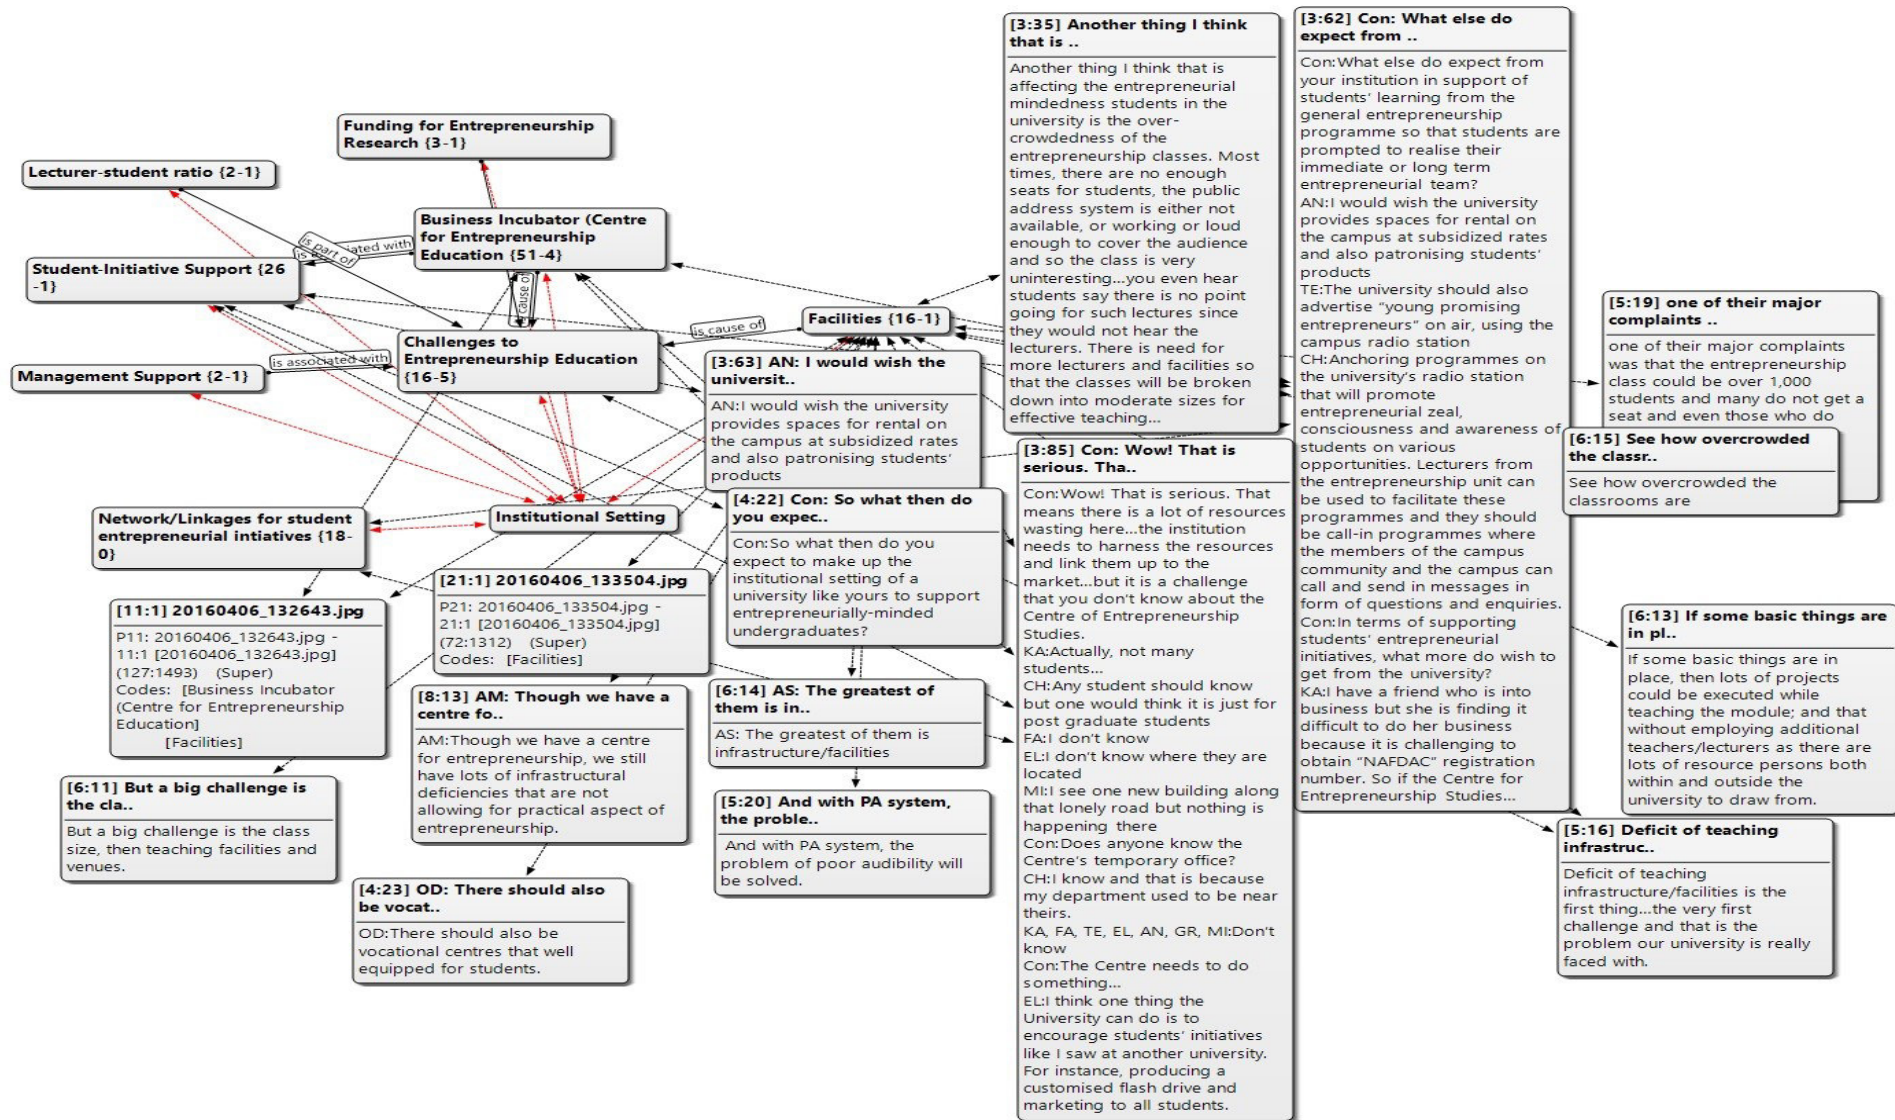 Funding for Entrepreneurship
Research {3-1}
Lecturer-student ratio {2-1}
Business Incubator (Centre
for Entrepreneurship
Education {51-4}
is part of
Student-Initiative Support {26
-1}
cause of
Facilities {16-1}
is cause of
Challenges to
Entrepreneurship Education
{16-5}
is associated with
Management Support {2-1}
Institutional Setting
Network/Linkages for student
entrepreneurial intiatives {18-
0}
[11:1] 20160406_132643.jpg
P11: 20160406_132643.jpg -
11:1 [20160406_132643.jpg]
(127:1493) (Super)
Codes: [Business Incubator
(Centre for Entrepreneurship
Education]
[Facilities]
[6:11] But a big challenge is
the cla..
But a big challenge is the class
size, then teaching facilities and
venues.
[21:1] 20160406_133504.jpg
P21: 20160406_133504.jpg -
21:1 [20160406_133504.jpg]
(72:1312) (Super)
Codes: [Facilities]
[8:13] AM: Though we have a
centre fo..
AM:Though we have a centre
for entrepreneurship, we still
have lots of infrastructural
deficiencies that are not
allowing for practical aspect of
entrepreneurship.
[4:23] OD: There should also
be vocat..
OD:There should also be
vocational centres that well
equipped for students.
[3:63] AN: I would wish the
universit..
AN:I would wish the university
provides spaces for rental on
the campus at subsidized rates
and also patronising students'
products
[4:22] Con: So what then do
you expec..
Con:So what then do you
expect to make up the
institutional setting of a
university like yours to support
entrepreneurially-minded
undergraduates?
[6:14] AS: The greatest of
them is in..
AS: The greatest of them is
infrastructure/facilities
[5:20] And with PA system,
the proble..
And with PA system, the
problem of poor audibility will
be solved.
[3:35] Another thing I think
that is ..
Another thing I think that is
affecting the entrepreneurial
mindedness students in the
university is the over-
crowdedness of the
entrepreneurship classes. Most
times, there are no enough
seats for students, the public
address system is either not
available, or working or loud
enough to cover the audience
and so the class is very
uninteresting...you even hear
students say there is no point
going for such lectures since
they would not hear the
lecturers. There is need for
more lecturers and facilities so
that the classes will be broken
down into moderate sizes for
effective teaching...
[3:85] Con: Wow! That is
serious. Tha..
Con:Wow! That is serious. That
means there is a lot of resources
wasting here...the institution
needs to harness the resources
and link them up to the
market...but it is a challenge
that you don't know about the
Centre of Entrepreneurship
Studies.
KA:Actually, not many
students...
CH:Any student should know
but one would think it is just for
post graduate students
FA:I don't know
EL:I don't know where they are
located
MI:I see one new building along
that lonely road but nothing is
happening there
Con:Does anyone know the
Centre's temporary office?
CH:I know and that is because
my department used to be near
theirs.
KA, FA, TE, EL, AN, GR, MI:Don't
know
Con:The Centre needs to do
something...
EL:I think one thing the
University can do is to
encourage students' initiatives
like I saw at another university.
For instance, producing a
customised flash drive and
marketing to all students.
[3:62] Con: What else do
expect from ..
Con:What else do expect from
your institution in support of
students' learning from the
general entrepreneurship
programme so that students are
prompted to realise their
immediate or long term
entrepreneurial team?
AN:I would wish the university
provides spaces for rental on
the campus at subsidized rates
and also patronising students'
products
TE:The university should also
advertise "young promising
entrepreneurs" on air, using the
campus radio station
CH:Anchoring programmes on
the university's radio station
that will promote
entrepreneurial zeal,
consciousness and awareness of
students on various
opportunities. Lecturers from
the entrepreneurship unit can
be used to facilitate these
programmes and they should
be call-in programmes where
the members of the campus
community and the campus can
call and send in messages in
form of questions and enquiries.
Con:In terms of supporting
students' entrepreneurial
initiatives, what more do wish to
get from the university?
KA:I have a friend who is into
business but she is finding it
difficult to do her business
because it is challenging to
obtain "NAFDAC" registration
number. So if the Centre for
Entrepreneurship Studies...
[5:19] one of their major
complaints ..
one of their major complaints
was that the entrepreneurship
class could be over 1,000
students and many do not get a
seat and even those who do
[6:15] See how overcrowded
the classr..
See how overcrowded the
classrooms are
[6:13] If some basic things are
in pl..
If some basic things are in
place, then lots of projects
could be executed while
teaching the module; and that
without employing additional
teachers/lecturers as there are
lots of resource persons both
within and outside the
university to draw from.
[5:16] Deficit of teaching
infrastruc..
Deficit of teaching
infrastructure/facilities is the
first thing...the very first
challenge and that is the
problem our university is really
faced with.